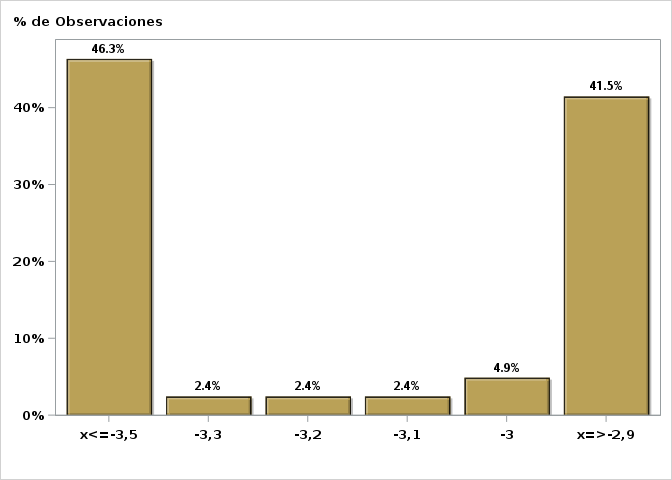 % de Observaciones
46.3%
41.5%
40%
30%
20%
10%
4.9%
2.4% 2.4% 2.4%
0%
x<=-3,5 -3,3 -3,2 -3,1 -3 x=>-2,9